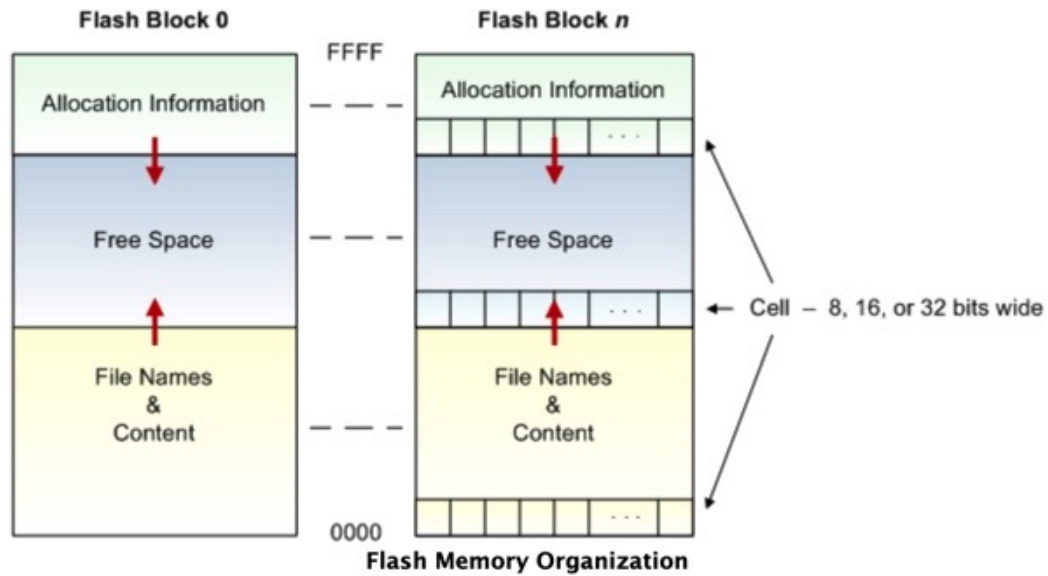 Flash Block 0
Flash Block n
FFFF
Allocation Information
Allocation Information
. . .
Free Space
Free Space
. . .
Cell – 8, 16, or 32 bits wide
File Names
&
Content
File Names
&
Content
. . .
0000
Flash Memory Organization